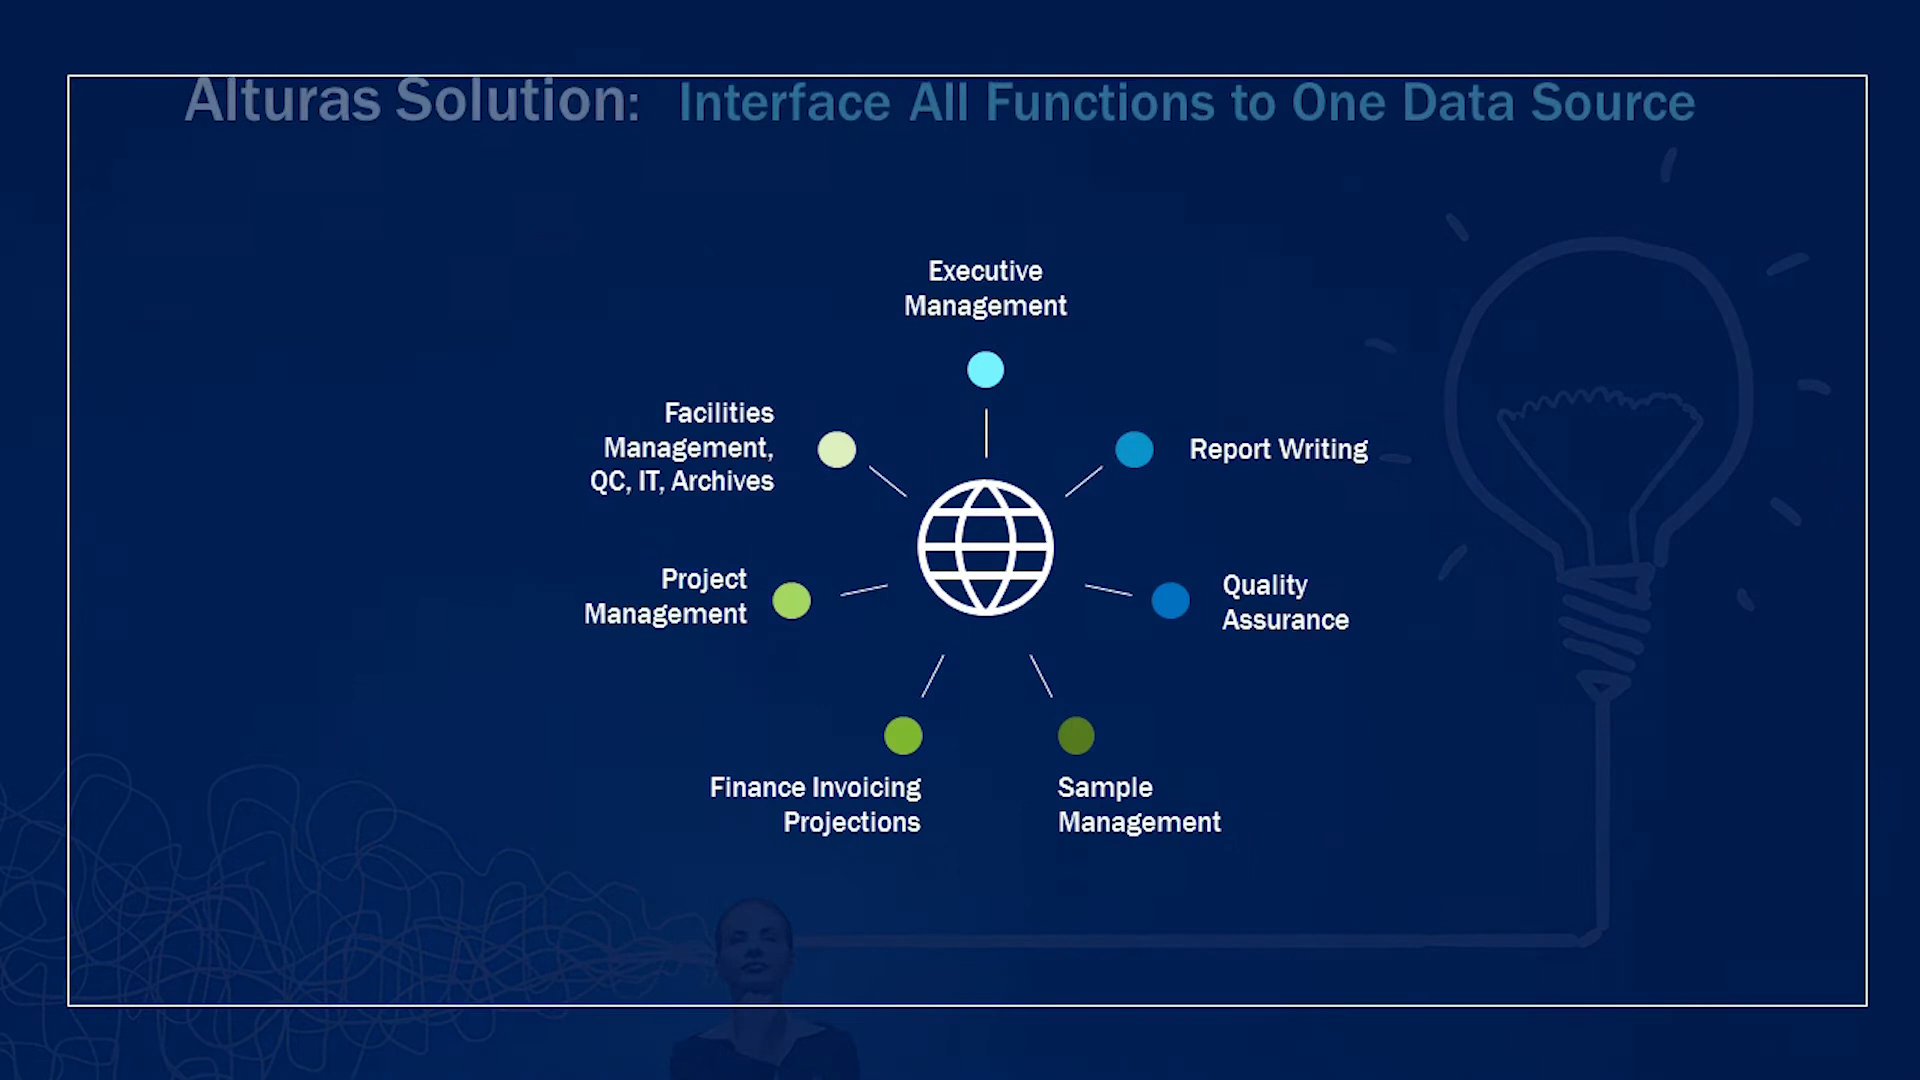 Alturas Solution: Interface All Functions to One Data Source
Executive
Management
Facilities
Management,
QC, IT, Archives
Report Writing
Project
Management
Quality
Assurance
Finance Invoicing
Projections
Sample
Management